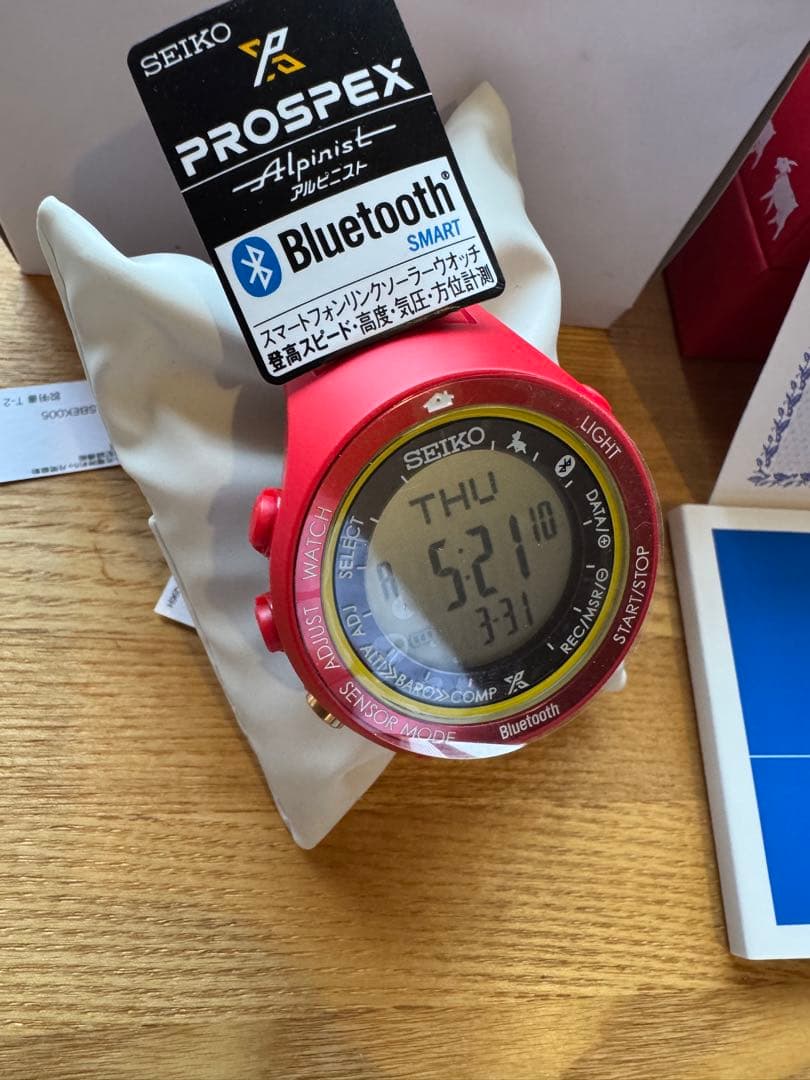 SEIKO
PROSPEX
Alpinist
アルピニスト
Bluetooth®
SMART
スマートフォンリンクソーラーウオッチ
登高スピード・高度・気圧・方位計測
SBEK005
T-2
SEIKO
LIGHT
DATA/⊕
START/STOP
REC/MSR/⊖
WATCH
SELECT
ADJUST
ADJ
ALTI≫BARO≫COMP
SENSOR MODE
Bluetooth
THU
A 5:21 10
3-31